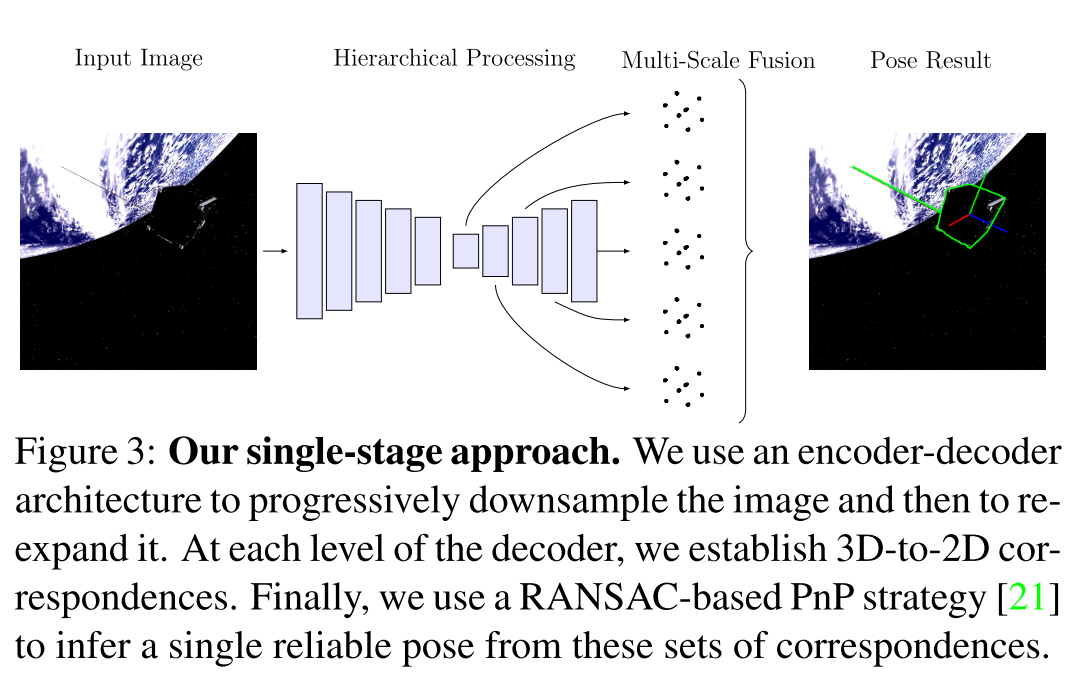 Input Image
Hierarchical Processing
Multi-Scale Fusion
Pose Result
Figure 3: Our single-stage approach. We use an encoder-decoder
architecture to progressively downsample the image and then to re-
expand it. At each level of the decoder, we establish 3D-to-2D cor-
respondences. Finally, we use a RANSAC-based PnP strategy [21]
to infer a single reliable pose from these sets of correspondences.